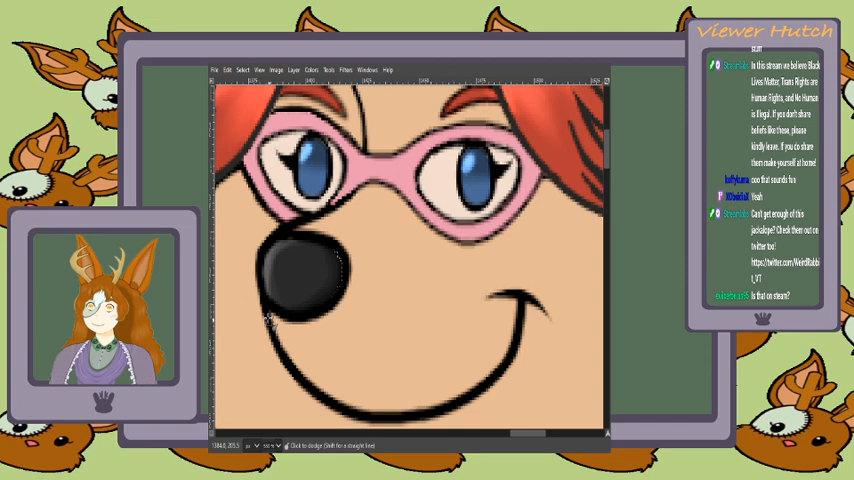 Viewer Hutch
stuff
In this stream we believe Black
Lives Matter, Trans Rights are
Human Rights, and No Human
is Illegal. If you don't share
beliefs like these, please
kindly leave. If you do share
them make yourself at home!
ooo that sounds fun
Yeah
Can't get enough of this
jackalope? Check them out on
twitter too!
https://twitter.com/WeirdRabbi
t_VT
Is that on steam?
File Edit Select View Image Layer Colors Tools Filters Windows Help
px Click to dodge (Shift for a straight line)